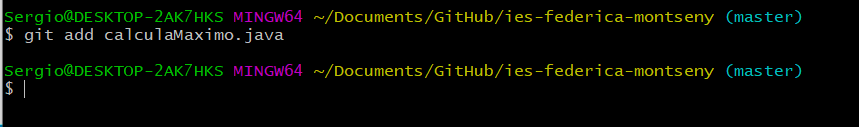 Sergio@DESKTOP-2AK7HKS MINGW64 ~/Documents/GitHub/ies-federica-montseny (master)
$ git add calculaMaximo.java
Sergio@DESKTOP-2AK7HKS MINGW64 ~/Documents/GitHub/ies-federica-montseny (master)
$